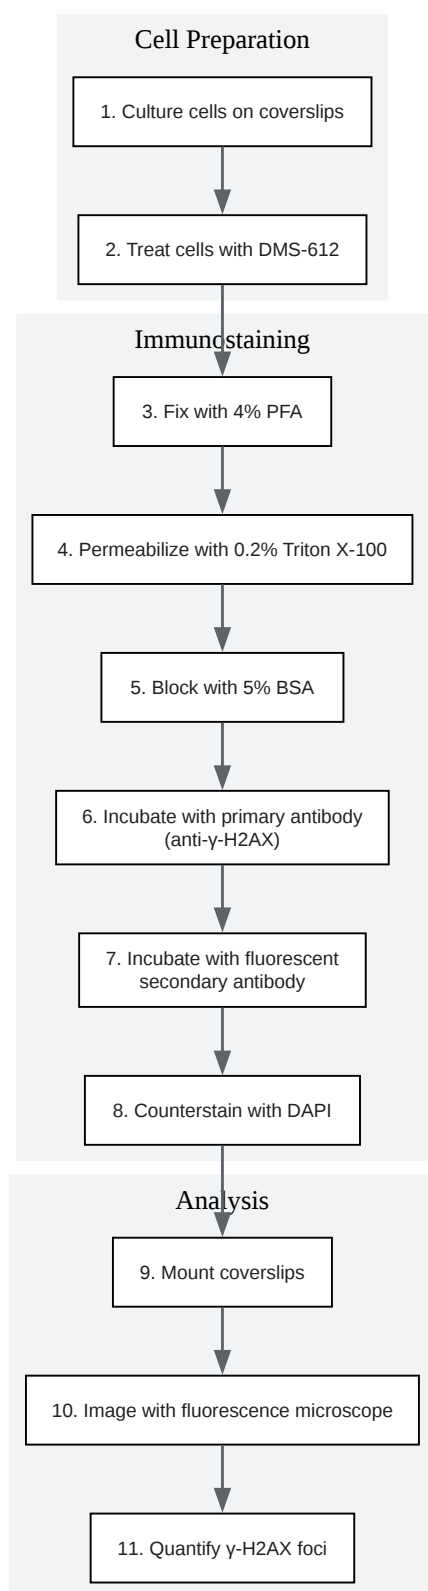 Cell Preparation
1. Culture cells on coverslips
2. Treat cells with DMS-612
Immunostaining
3. Fix with 4% PFA
4. Permeabilize with 0.2% Triton X-100
5. Block with 5% BSA
6. Incubate with primary antibody
(anti-γ-H2AX)
7. Incubate with fluorescent
secondary antibody
8. Counterstain with DAPI
Analysis
9. Mount coverslips
10. Image with fluorescence microscope
11. Quantify γ-H2AX foci